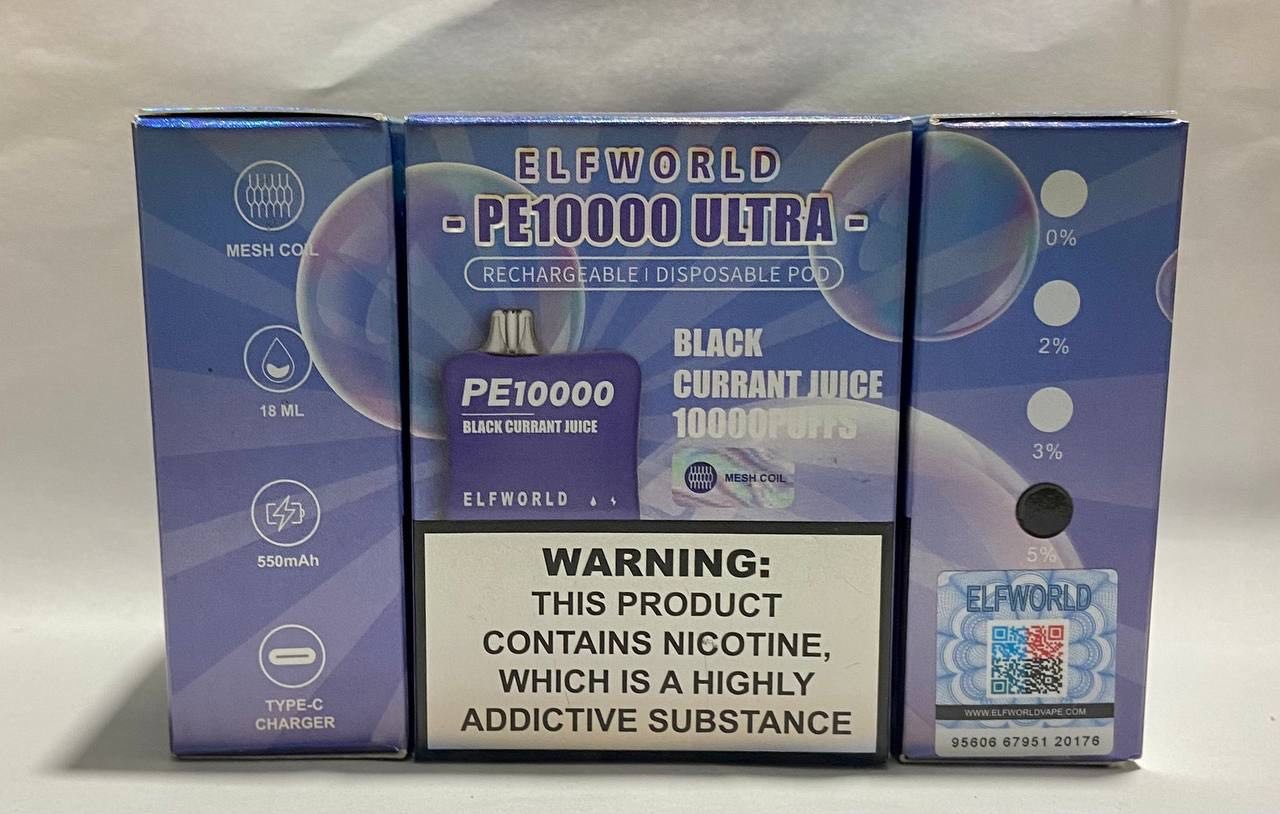 MESH COIL
18 ML
550mAh
TYPE-C
CHARGER
ELFWORLD
- PE10000 ULTRA -
RECHARGEABLE | DISPOSABLE POD
PE10000
BLACK CURRANT JUICE
ELFWORLD
BLACK
CURRANT JUICE
10000PUFFS
MESH COIL
WARNING:
THIS PRODUCT
CONTAINS NICOTINE,
WHICH IS A HIGHLY
ADDICTIVE SUBSTANCE
0%
2%
3%
5%
ELFWORLD
WWW.ELFWORLDVAPE.COM
95606 67951 20176